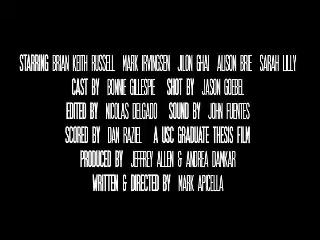 STARRING BRIAN KEITH RUSSELL MARK IRVINGSEN JILON GHAI ALISON BRIE SARAH LILLY
CAST BY BONNIE GILLESPIE SHOT BY JASON GOEBEL
EDITED BY NICOLAS DELGADO SOUND BY JOHN FUENTES
SCORED BY DAN RAZIEL A USC GRADUATE THESIS FILM
PRODUCED BY JEFFREY ALLEN & ANDREA DAMKAR
WRITTEN & DIRECTED BY MARK APICELLA